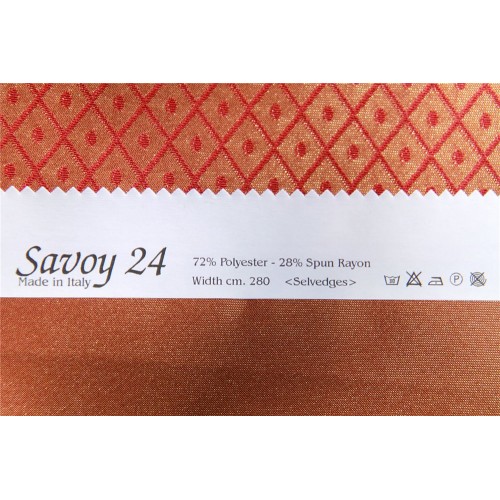 Savoy 24
Made in Italy
72% Polyester - 28% Spun Rayon
Width cm. 280 <Selvedges>
P